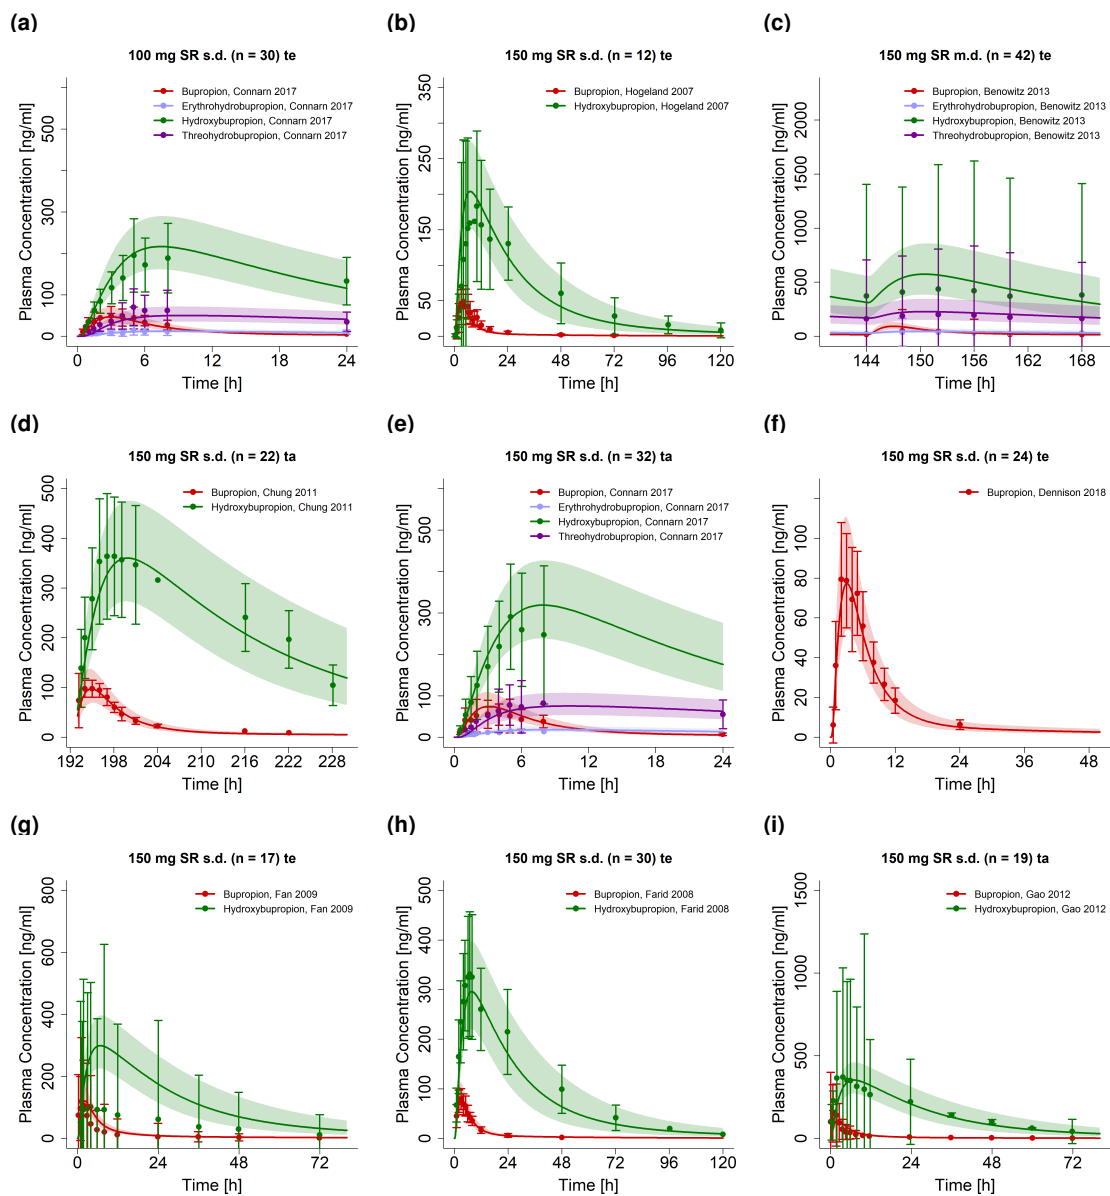 (a)
100 mg SR s.d. (n = 30) te
Plasma Concentration [ng/ml]
0
100
300
500
Bupropion, Connarn 2017
Erythrohydrobupropion, Connarn 2017
Hydroxybupropion, Connarn 2017
Threohydrobupropion, Connarn 2017
0 6 12 24
Time [h]
(b)
150 mg SR s.d. (n = 12) te
Plasma Concentration [ng/ml]
0
50
150
250
350
Bupropion, Hogeland 2007
Hydroxybupropion, Hogeland 2007
0 24 48 72 96 120
Time [h]
(c)
150 mg SR m.d. (n = 42) te
Plasma Concentration [ng/ml]
0
500
1000
2000
Bupropion, Benowitz 2013
Erythrohydrobupropion, Benowitz 2013
Hydroxybupropion, Benowitz 2013
Threohydrobupropion, Benowitz 2013
144 150 156 162 168
Time [h]
(d)
150 mg SR s.d. (n = 22) ta
Plasma Concentration [ng/ml]
0
100
200
300
400
500
Bupropion, Chung 2011
Hydroxybupropion, Chung 2011
192 198 204 210 216 222 228
Time [h]
(e)
150 mg SR s.d. (n = 32) ta
Plasma Concentration [ng/ml]
0
100
300
500
Bupropion, Connarn 2017
Erythrohydrobupropion, Connarn 2017
Hydroxybupropion, Connarn 2017
Threohydrobupropion, Connarn 2017
0 6 12 24
Time [h]
(f)
150 mg SR s.d. (n = 24) te
Plasma Concentration [ng/ml]
0
20
40
60
80
100
Bupropion, Dennison 2018
0 12 24 36 48
Time [h]
(g)
150 mg SR s.d. (n = 17) te
Plasma Concentration [ng/ml]
0
200
400
600
800
Bupropion, Fan 2009
Hydroxybupropion, Fan 2009
0 24 48 72
Time [h]
(h)
150 mg SR s.d. (n = 30) te
Plasma Concentration [ng/ml]
0
100
200
300
400
500
Bupropion, Farid 2008
Hydroxybupropion, Farid 2008
0 24 48 72 96 120
Time [h]
(i)
150 mg SR s.d. (n = 19) ta
Plasma Concentration [ng/ml]
0
500
1000
1500
Bupropion, Gao 2012
Hydroxybupropion, Gao 2012
0 24 48 72
Time [h]